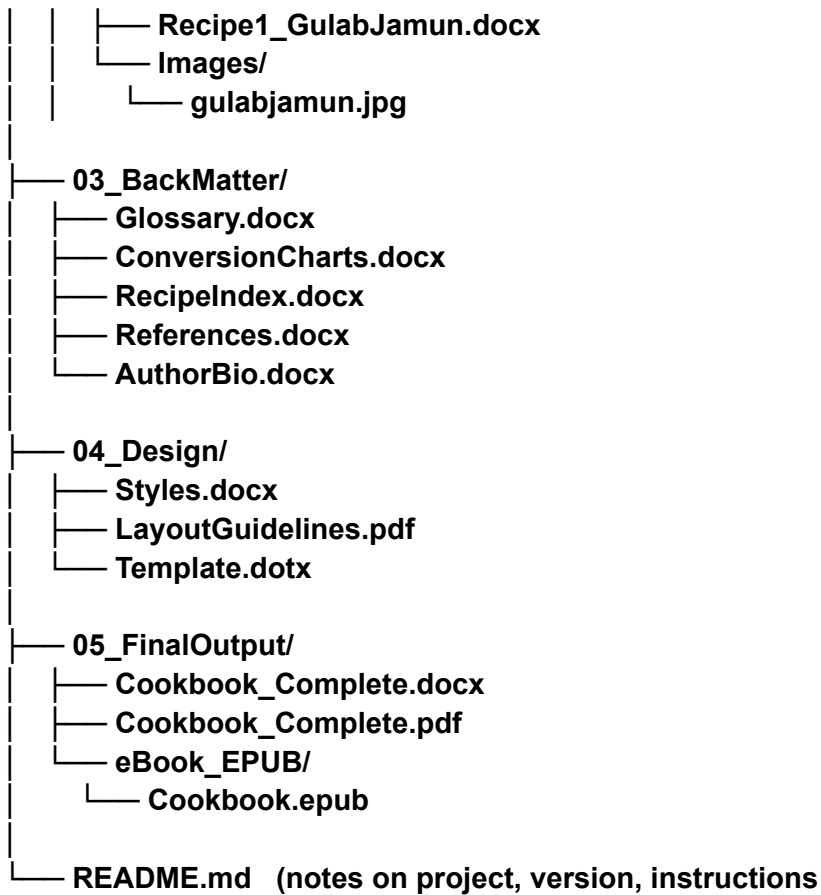 │   │   ├── Recipe1_GulabJamun.docx
│   │   └── Images/
│   │       └── gulabjamun.jpg
│
├── 03_BackMatter/
│   ├── Glossary.docx
│   ├── ConversionCharts.docx
│   ├── RecipeIndex.docx
│   ├── References.docx
│   └── AuthorBio.docx
│
├── 04_Design/
│   ├── Styles.docx
│   ├── LayoutGuidelines.pdf
│   └── Template.dotx
│
├── 05_FinalOutput/
│   ├── Cookbook_Complete.docx
│   ├── Cookbook_Complete.pdf
│   └── eBook_EPUB/
│       └── Cookbook.epub
│
└── README.md   (notes on project, version, instructions